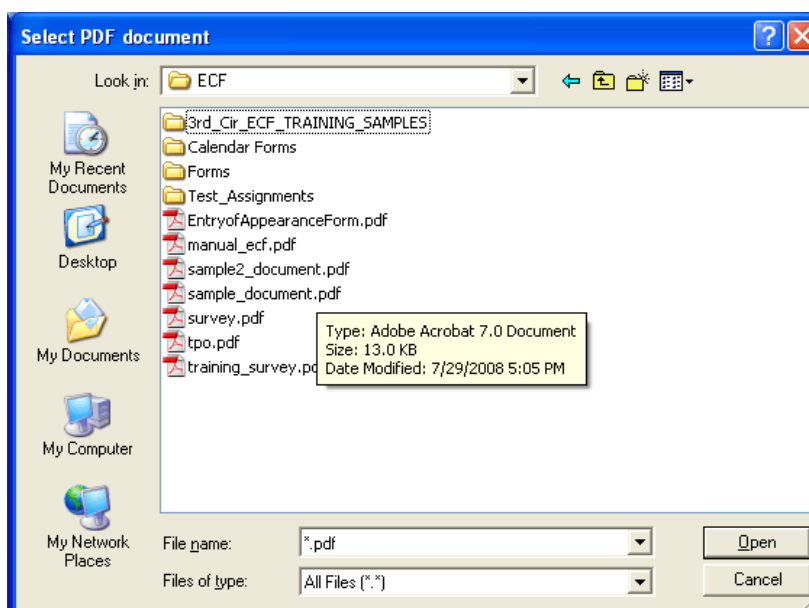 Select PDF document
Look in: ECF
My Recent
Documents
Desktop
My Documents
My Computer
My Network
Places
3rd_Cir_ECF_TRAINING_SAMPLES
Calendar Forms
Forms
Test_Assignments
EntryofAppearanceForm.pdf
manual_ecf.pdf
sample2_document.pdf
sample_document.pdf
survey.pdf
tpo.pdf
training_survey.pd
Type: Adobe Acrobat 7.0 Document
Size: 13.0 KB
Date Modified: 7/29/2008 5:05 PM
File name: *.pdf
Open
Files of type: All Files (*.*)
Cancel